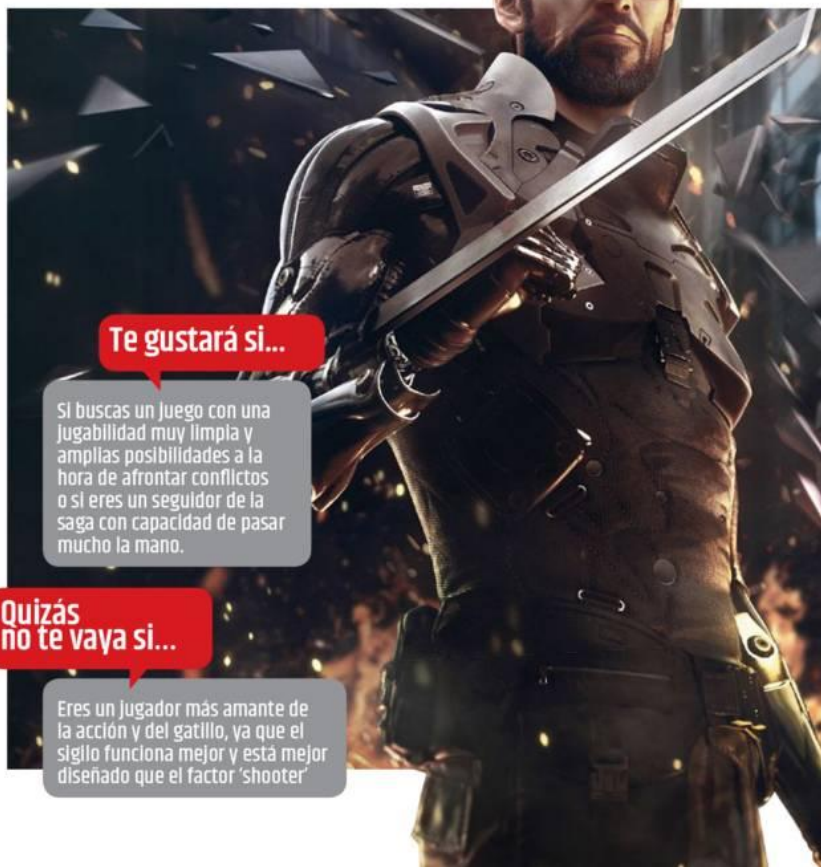 Te gustará si...
Si buscas un juego con una
jugabilidad muy limpia y
amplias posibilidades a la
hora de afrontar conflictos
o si eres un seguidor de la
saga con capacidad de pasar
mucho la mano.
Quizás
no te vaya si...
Eres un jugador más amante de
la acción y del gatillo, ya que el
sigilo funciona mejor y está mejor
diseñado que el factor ‘shooter’